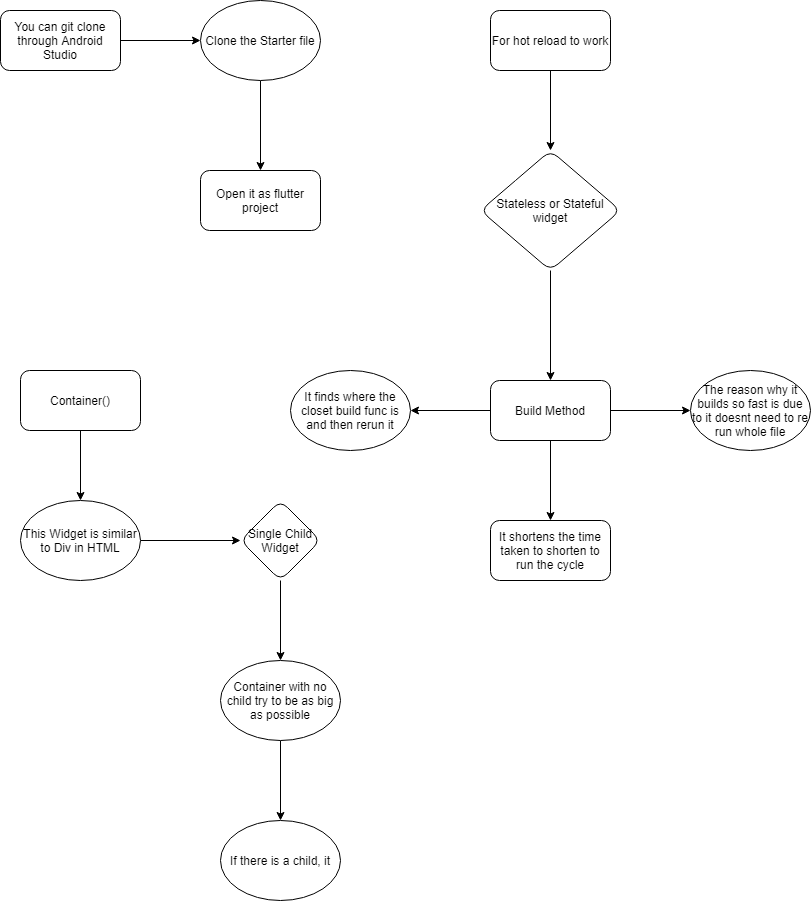 You can git clone
through Android
Studio
Clone the Starter file
Open it as flutter
project
For hot reload to work
Stateless or Stateful
widget
Build Method
It finds where the
closet build func is
and then rerun it
The reason why it
builds so fast is due
to it doesnt need to re
run whole file
It shortens the time
taken to shorten to
run the cycle
Container()
This Widget is similar
to Div in HTML
Single Child
Widget
Container with no
child try to be as big
as possible
If there is a child, it